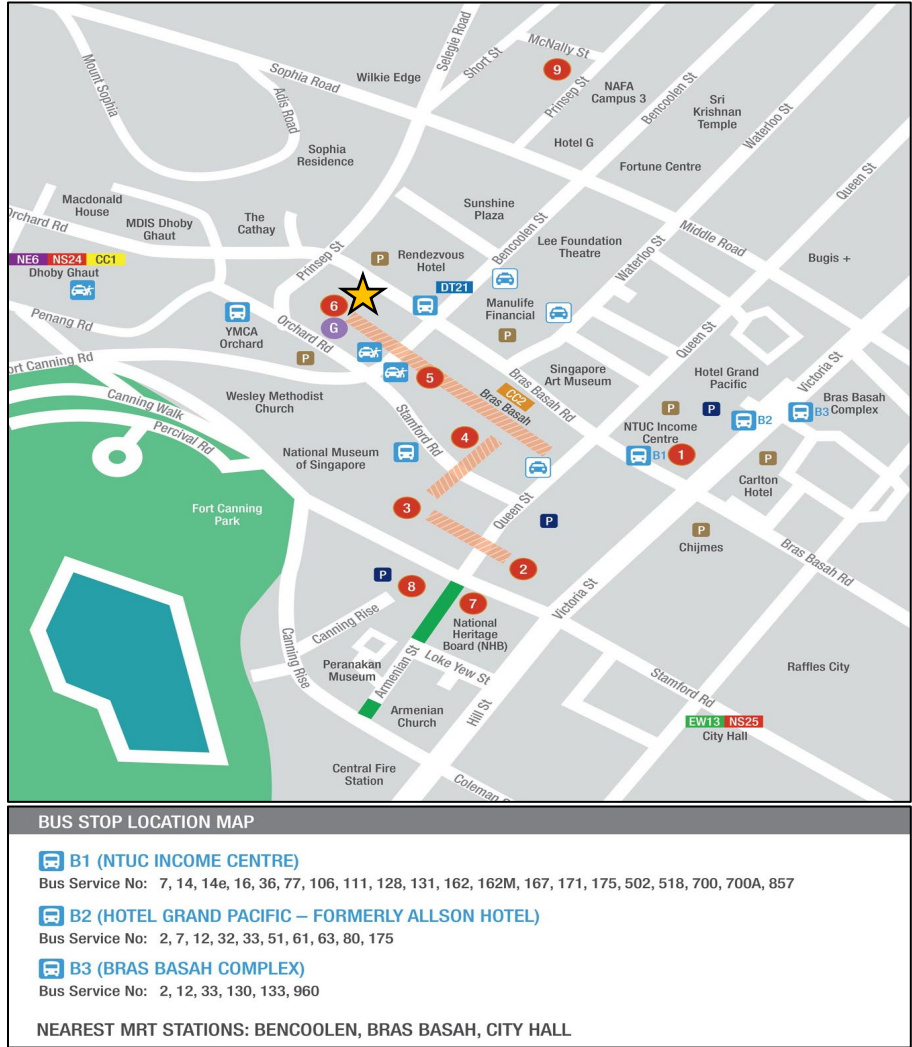 Mount Sophia
Sophia Road
Adis Road
Wilkie Edge
Selegie Road
Short St
McNally St
9
Prinsep St
NAFA
Campus 3
Bencoolen St
Sri
Krishnan
Temple
Waterloo St
Hotel G
Fortune Centre
Queen St
Sophia
Residence
Macdonald
House
Orchard Rd
MDIS Dhoby
Ghaut
The
Cathay
Sunshine
Plaza
Bencoolen St
Lee Foundation
Theatre
Waterloo St
Middle Road
Bugis +
NE6 NS24 CC1
Dhoby Ghaut
Prinsep St
P
Rendezvous
Hotel
DT21
Manulife
Financial
P
6
G
Penang Rd
YMCA
Orchard
Orchard Rd
P
ort Canning Rd
Canning Walk
Percival Rd
Wesley Methodist
Church
5
Stamford Rd
CC2
Bras Basah
Bras Basah Rd
Singapore
Art Museum
Queen St
Hotel Grand
Pacific
Victoria St
Bras Basah
Complex
P
P
B2
B3
NTUC Income
Centre
B1
1
P
Carlton
Hotel
4
National Museum
of Singapore
3
Queen St
P
P
Chijmes
Bras Basah Rd
Fort Canning
Park
2
P
8
7
National
Heritage
Board (NHB)
Victoria St
Canning Rise
Canning Rise
Peranakan
Museum
Armenian St
Loke Yew St
Armenian
Church
Hill St
Stamford Rd
Raffles City
EW13 NS25
City Hall
Central Fire
Station
Coleman S
BUS STOP LOCATION MAP
B1 (NTUC INCOME CENTRE)
Bus Service No: 7, 14, 14e, 16, 36, 77, 106, 111, 128, 131, 162, 162M, 167, 171, 175, 502, 518, 700, 700A, 857
B2 (HOTEL GRAND PACIFIC – FORMERLY ALLSON HOTEL)
Bus Service No: 2, 7, 12, 32, 33, 51, 61, 63, 80, 175
B3 (BRAS BASAH COMPLEX)
Bus Service No: 2, 12, 33, 130, 133, 960
NEAREST MRT STATIONS: BENCOOLEN, BRAS BASAH, CITY HALL